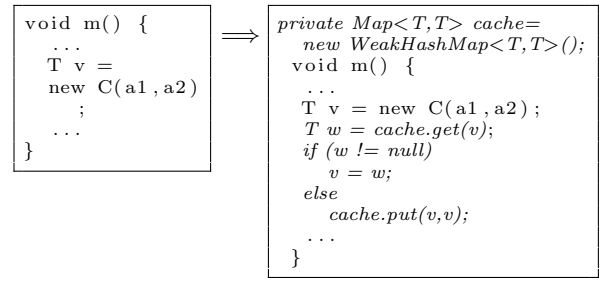 void m() {
...
T v =
new C(a1,a2)
;
...
}
⟹
private Map<T,T> cache=
new WeakHashMap<T,T>();
void m() {
...
T v = new C(a1,a2);
T w = cache.get(v);
if (w != null)
v = w;
else
cache.put(v,v);
...
}